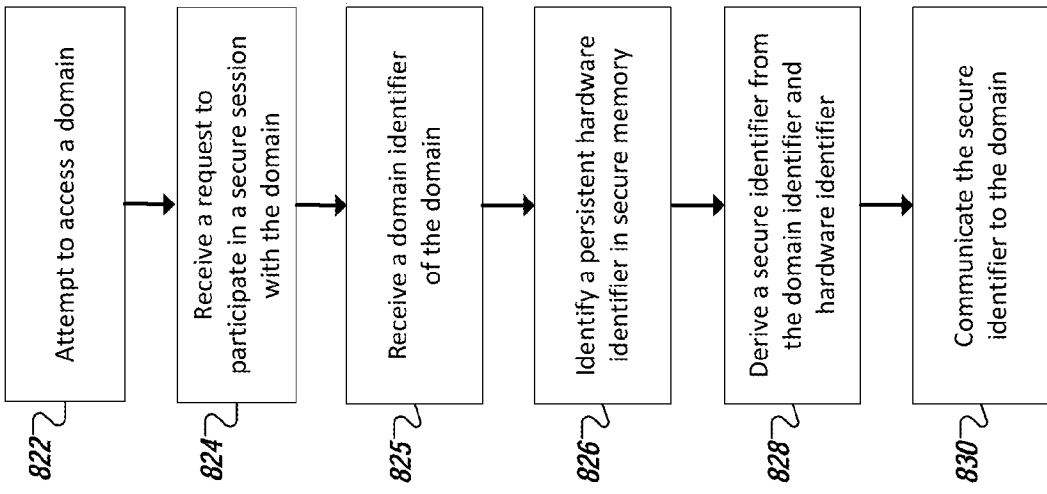 822
Attempt to access a domain
824
Receive a request to
participate in a secure session
with the domain
825
Receive a domain identifier
of the domain
826
Identify a persistent hardware
identifier in secure memory
828
Derive a secure identifier from
the domain identifier and
hardware identifier
830
Communicate the secure
identifier to the domain